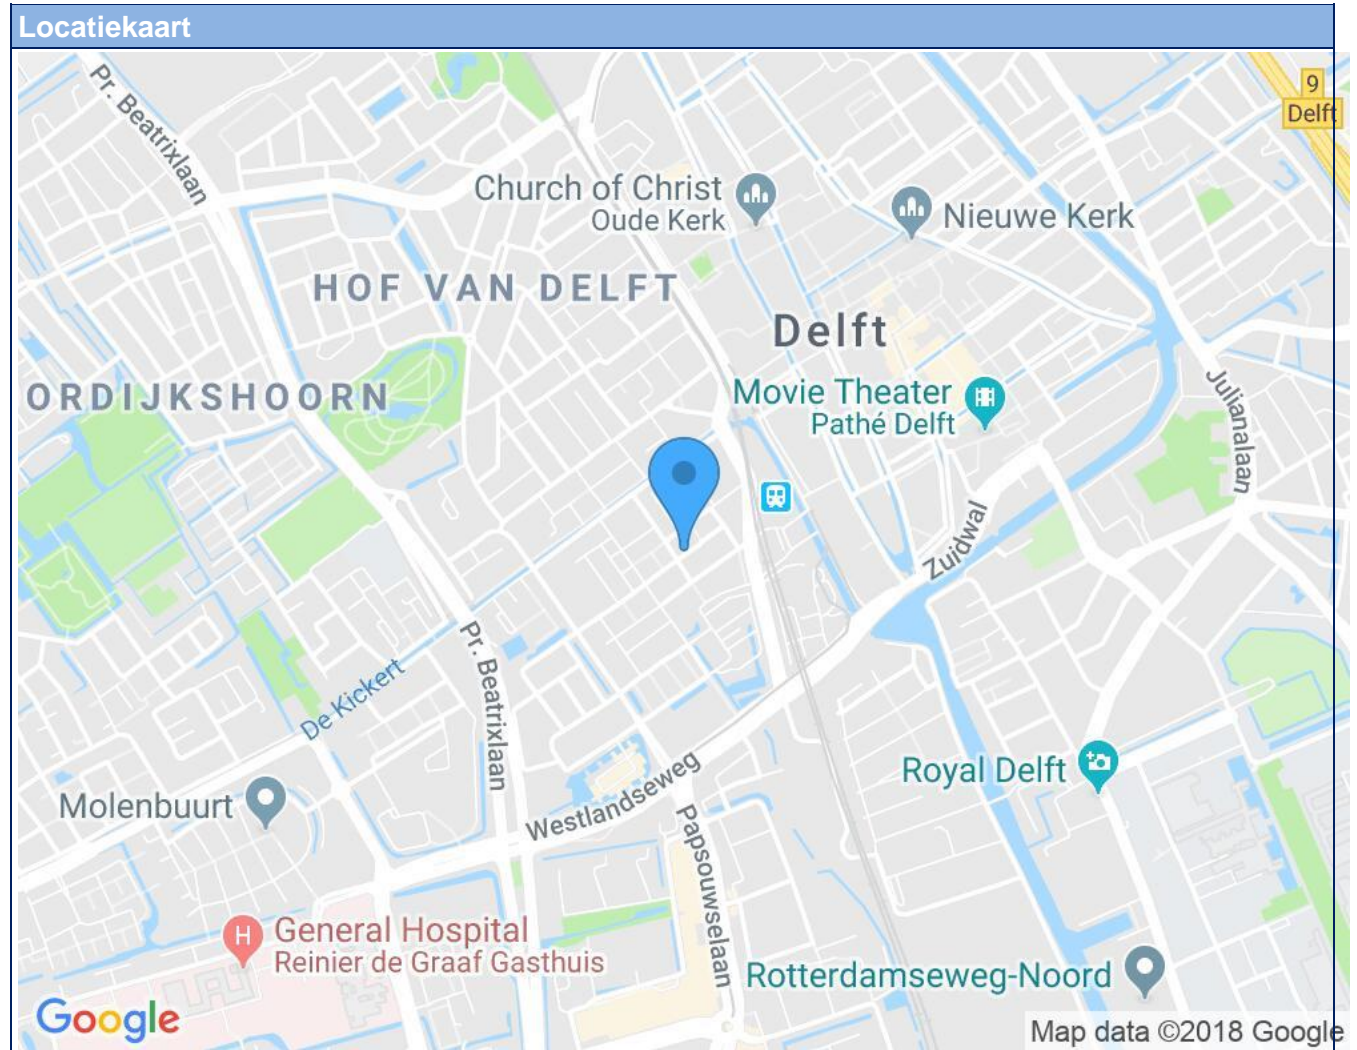 Locatiekaart
Pr. Beatrixlaan
9
Delft
Church of Christ
Oude Kerk
Nieuwe Kerk
HOF VAN DELFT
Delft
ORDIJKSHOORN
Movie Theater
Pathé Delft
Julianalaan
Zuidwal
De Kickert
Pr. Beatrixlaan
Royal Delft
Molenbuurt
Westlandseweg
Papsouwselaan
H
General Hospital
Reinier de Graaf Gasthuis
Rotterdamseweg-Noord
Google
Map data ©2018 Google